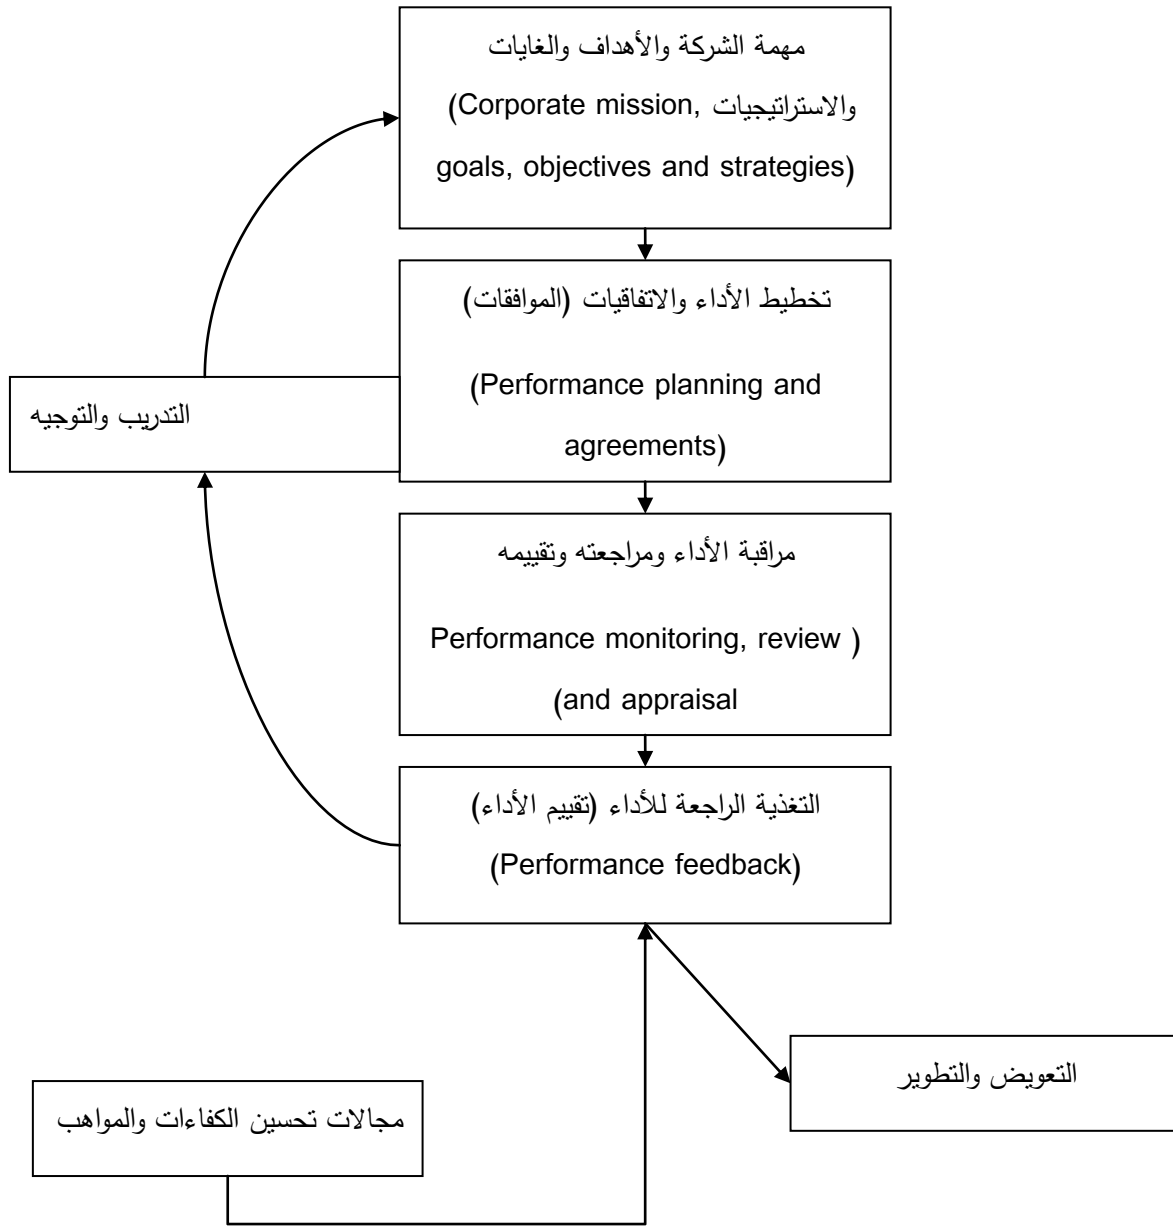 مهمة الشركة والأهداف والغايات
والاستراتيجيات (Corporate mission,
goals, objectives and strategies)
تخطيط الأداء والاتفاقيات (الموافقات)
(Performance planning and
agreements)
التدريب والتوجيه
مراقبة الأداء ومراجعته وتقييمه
Performance monitoring, review )
(and appraisal
التغذية الراجعة للأداء (تقييم الأداء)
(Performance feedback)
التعويض والتطوير
مجالات تحسين الكفاءات والمواهب